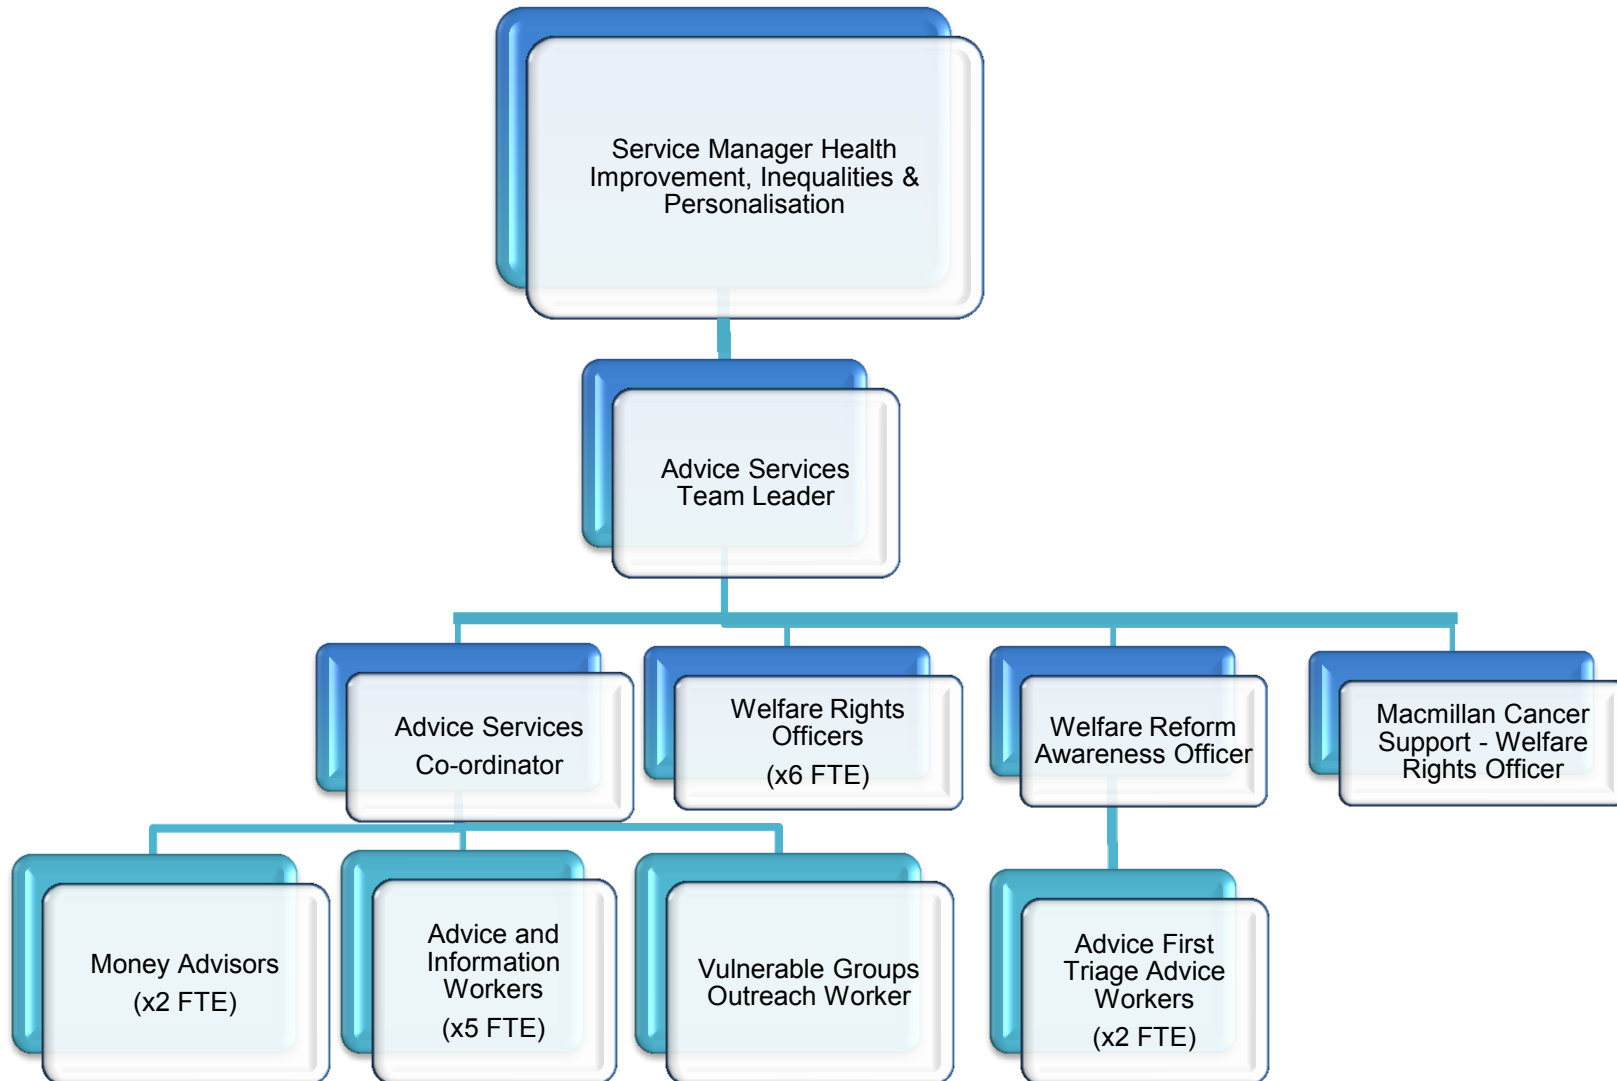 Service Manager Health
Improvement, Inequalities &
Personalisation
Advice Services
Team Leader
Advice Services
Co-ordinator
Welfare Rights
Officers
(x6 FTE)
Welfare Reform
Awareness Officer
Macmillan Cancer
Support - Welfare
Rights Officer
Money Advisors
(x2 FTE)
Advice and
Information
Workers
(x5 FTE)
Vulnerable Groups
Outreach Worker
Advice First
Triage Advice
Workers
(x2 FTE)